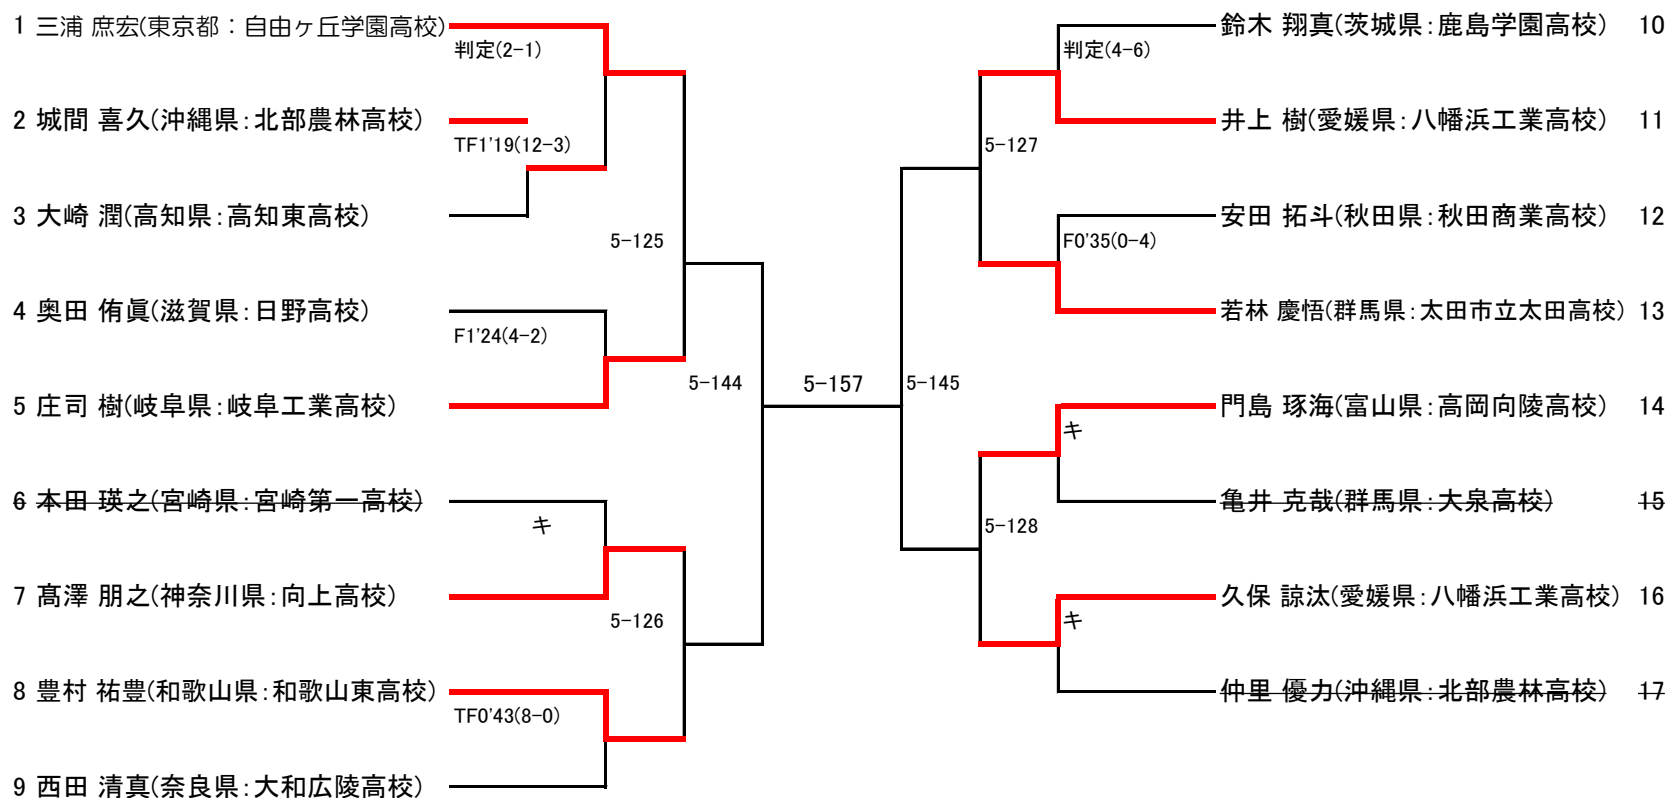 1 三浦 庶宏(東京都：自由ヶ丘学園高校)
判定(2-1)
2 城間 喜久(沖縄県：北部農林高校)
TF1'19(12-3)
3 大崎 潤(高知県：高知東高校)
5-125
4 奥田 侑眞(滋賀県：日野高校)
F1'24(4-2)
5 庄司 樹(岐阜県：岐阜工業高校)
5-144
6 本田 瑛之(宮崎県：宮崎第一高校)
キ
7 髙澤 朋之(神奈川県：向上高校)
5-126
8 豊村 祐豊(和歌山県：和歌山東高校)
TF0'43(8-0)
9 西田 清真(奈良県：大和広陵高校)
5-157
鈴木 翔真(茨城県：鹿島学園高校) 10
判定(4-6)
井上 樹(愛媛県：八幡浜工業高校) 11
5-127
安田 拓斗(秋田県：秋田商業高校) 12
F0'35(0-4)
若林 慶悟(群馬県：太田市立太田高校) 13
5-145
門島 琢海(富山県：高岡向陵高校) 14
キ
亀井 克哉(群馬県：大泉高校) 15
5-128
久保 諒汰(愛媛県：八幡浜工業高校) 16
キ
仲里 優力(沖縄県：北部農林高校) 17